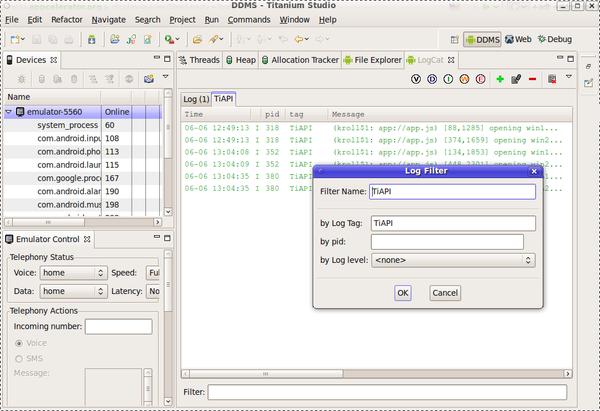 DDMS - Titanium Studio
File Edit Refactor Navigate Search Project Run Commands Window Help
DDMS Web Debug
Devices
Threads Heap Allocation Tracker File Explorer LogCat
V D I W E
Name
emulator-5560 Online
system_process 60
com.android.inpu 108
com.android.pho 113
com.android.laun 115
com.google.proc 167
com.android.alar 190
com.android.mus 198
Log (1) TiAPI
Time pid tag Message
06-06 12:49:13 I 318 TiAPI (kroll$1: app://app.js) [88,1285] opening win1...
06-06 12:49:13 I 318 TiAPI (kroll$1: app://app.js) [374,1659] opening win2...
06-06 13:04:08 I 352 TiAPI (kroll$1: app://app.js) [134,1853] opening win1...
06-06 13:04:09 I 352 TiAPI
06-06 13:04:35 I 380 TiAPI
06-06 13:04:35 I 380 TiAPI
Log Filter
Filter Name: TiAPI
by Log Tag: TiAPI
by pid:
by Log level: <none>
OK Cancel
Emulator Control
Telephony Status
Voice: home Speed: Ful
Data: home Latency: No
Telephony Actions
Incoming number:
Voice
SMS
Message:
Filter: